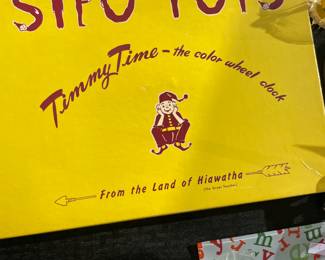 SIFO TOYS
Timmy Time - the color wheel clock
From the Land of Hiawatha